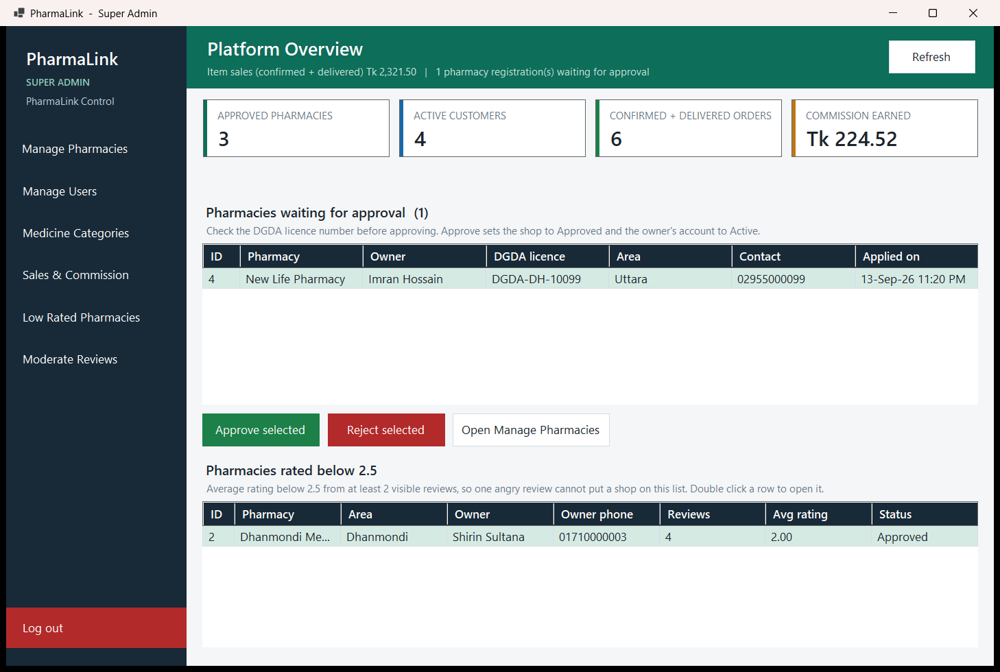 PharmaLink - Super Admin
PharmaLink
SUPER ADMIN
PharmaLink Control
Manage Pharmacies
Manage Users
Medicine Categories
Sales & Commission
Low Rated Pharmacies
Moderate Reviews
Log out
Platform Overview
Item sales (confirmed + delivered) Tk 2,321.50 | 1 pharmacy registration(s) waiting for approval
Refresh
APPROVED PHARMACIES
3
ACTIVE CUSTOMERS
4
CONFIRMED + DELIVERED ORDERS
6
COMMISSION EARNED
Tk 224.52
Pharmacies waiting for approval (1)
Check the DGDA licence number before approving. Approve sets the shop to Approved and the owner's account to Active.
ID Pharmacy Owner DGDA licence Area Contact Applied on
4 New Life Pharmacy Imran Hossain DGDA-DH-10099 Uttara 02955000099 13-Sep-26 11:20 PM
Approve selected Reject selected Open Manage Pharmacies
Pharmacies rated below 2.5
Average rating below 2.5 from at least 2 visible reviews, so one angry review cannot put a shop on this list. Double click a row to open it.
ID Pharmacy Area Owner Owner phone Reviews Avg rating Status
2 Dhanmondi Me... Dhanmondi Shirin Sultana 01710000003 4 2.00 Approved